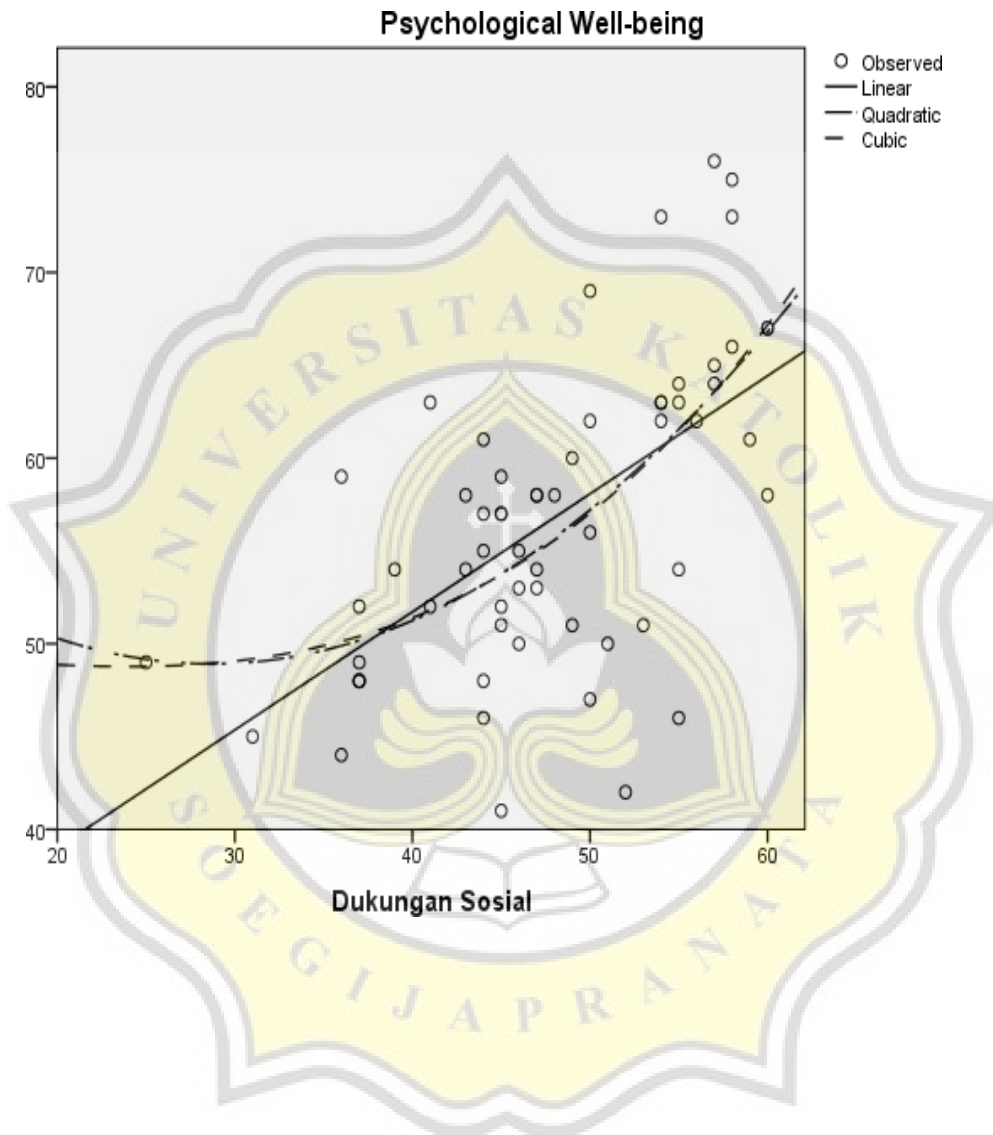 Psychological Well-being
Observed
Linear
Quadratic
Cubic
80
70
60
50
40
20 30 40 50 60
Dukungan Sosial
UNIVERSITAS KATOLIK
SOEGIJAPRANATA